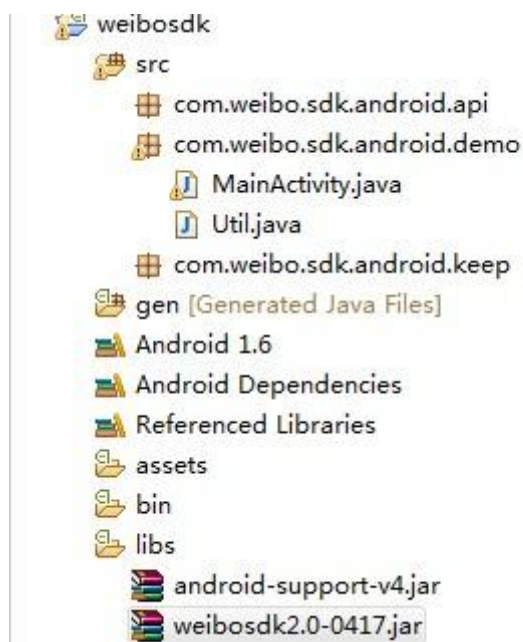 weibosdk
src
com.weibo.sdk.android.api
com.weibo.sdk.android.demo
MainActivity.java
Util.java
com.weibo.sdk.android.keep
gen [Generated Java Files]
Android 1.6
Android Dependencies
Referenced Libraries
assets
bin
libs
android-support-v4.jar
weibosdk2.0-0417.jar